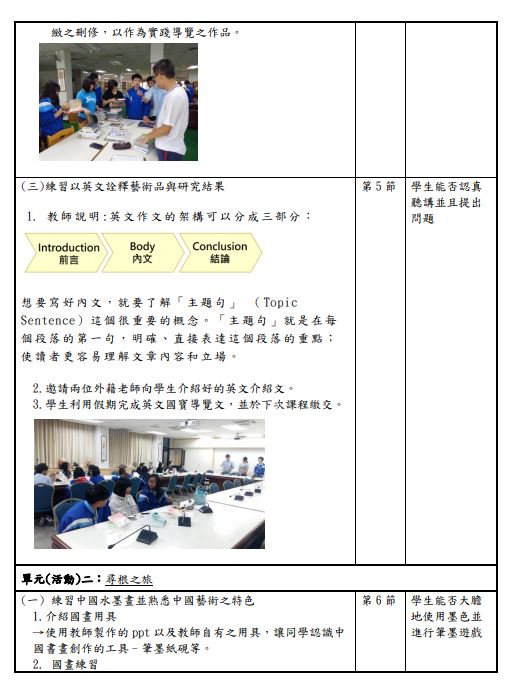 緻之刪修，以作為實踐導覽之作品。
(三)練習以英文詮釋藝術品與研究結果
第 5 節
學生能否認真
聽講並且提出
問題
1. 教師說明:英文作文的架構可以分成三部分：
Introduction
前言
Body
內文
Conclusion
結論
想要寫好內文，就要了解「主題句」 （Topic
Sentence）這個很重要的概念。「主題句」就是在每
個段落的第一句，明確、直接表達這個段落的重點；
使讀者更容易理解文章內容和立場。
2.邀請兩位外籍老師向學生介紹好的英文介紹文。
3.學生利用假期完成英文國寶導覽文，並於下次課程繳交。
單元(活動)二：尋根之旅
(一) 練習中國水墨畫並熟悉中國藝術之特色
第 6 節
學生能否大膽
地使用墨色並
進行筆墨遊戲
1.介紹國畫用具
→使用教師製作的 ppt 以及教師自有之用具，讓同學認識中
國書畫創作的工具–筆墨紙硯等。
2. 國畫練習